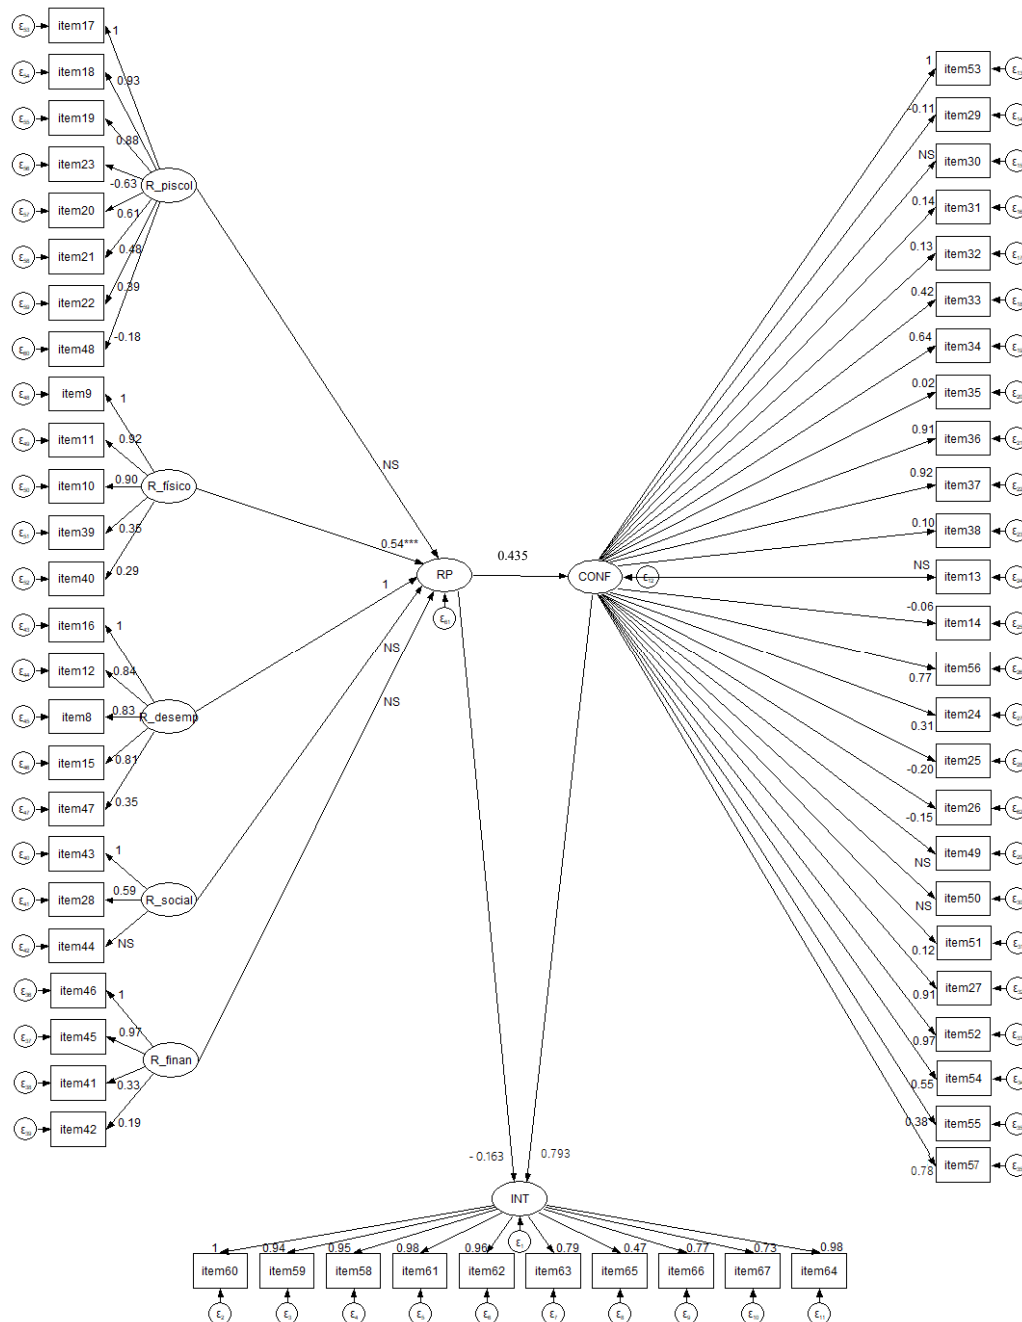 item17
1
item18
0.93
item19
0.88
item23
-0.63
R_piscol
item20
0.61
item21
0.48
item22
0.39
item48
-0.18
item9
1
item11
0.92
item10
0.90
R_físico
item39
0.35
item40
0.29
item16
1
item12
0.84
item8
0.83
R_desemp
item15
0.81
item47
0.35
item43
1
item28
0.59
R_social
item44
NS
item46
1
item45
0.97
R_finan
item41
0.33
item42
0.19
NS
0.54***
1
NS
NS
RP
0.435
CONF
1
item53
-0.11
item29
NS
item30
0.14
item31
0.13
item32
0.42
item33
0.64
item34
0.02
item35
0.91
item36
0.92
item37
0.10
item38
NS
item13
-0.06
item14
item56
0.77
item24
0.31
item25
-0.20
item26
-0.15
item49
NS
item50
NS
item51
0.12
item27
0.91
item52
0.97
item54
0.55
item55
0.38
item57
0.78
- 0.163
0.793
INT
1 0.94 0.95 0.98 0.96 0.79 0.47 0.77 0.73 0.98
item60 item59 item58 item61 item62 item63 item65 item66 item67 item64